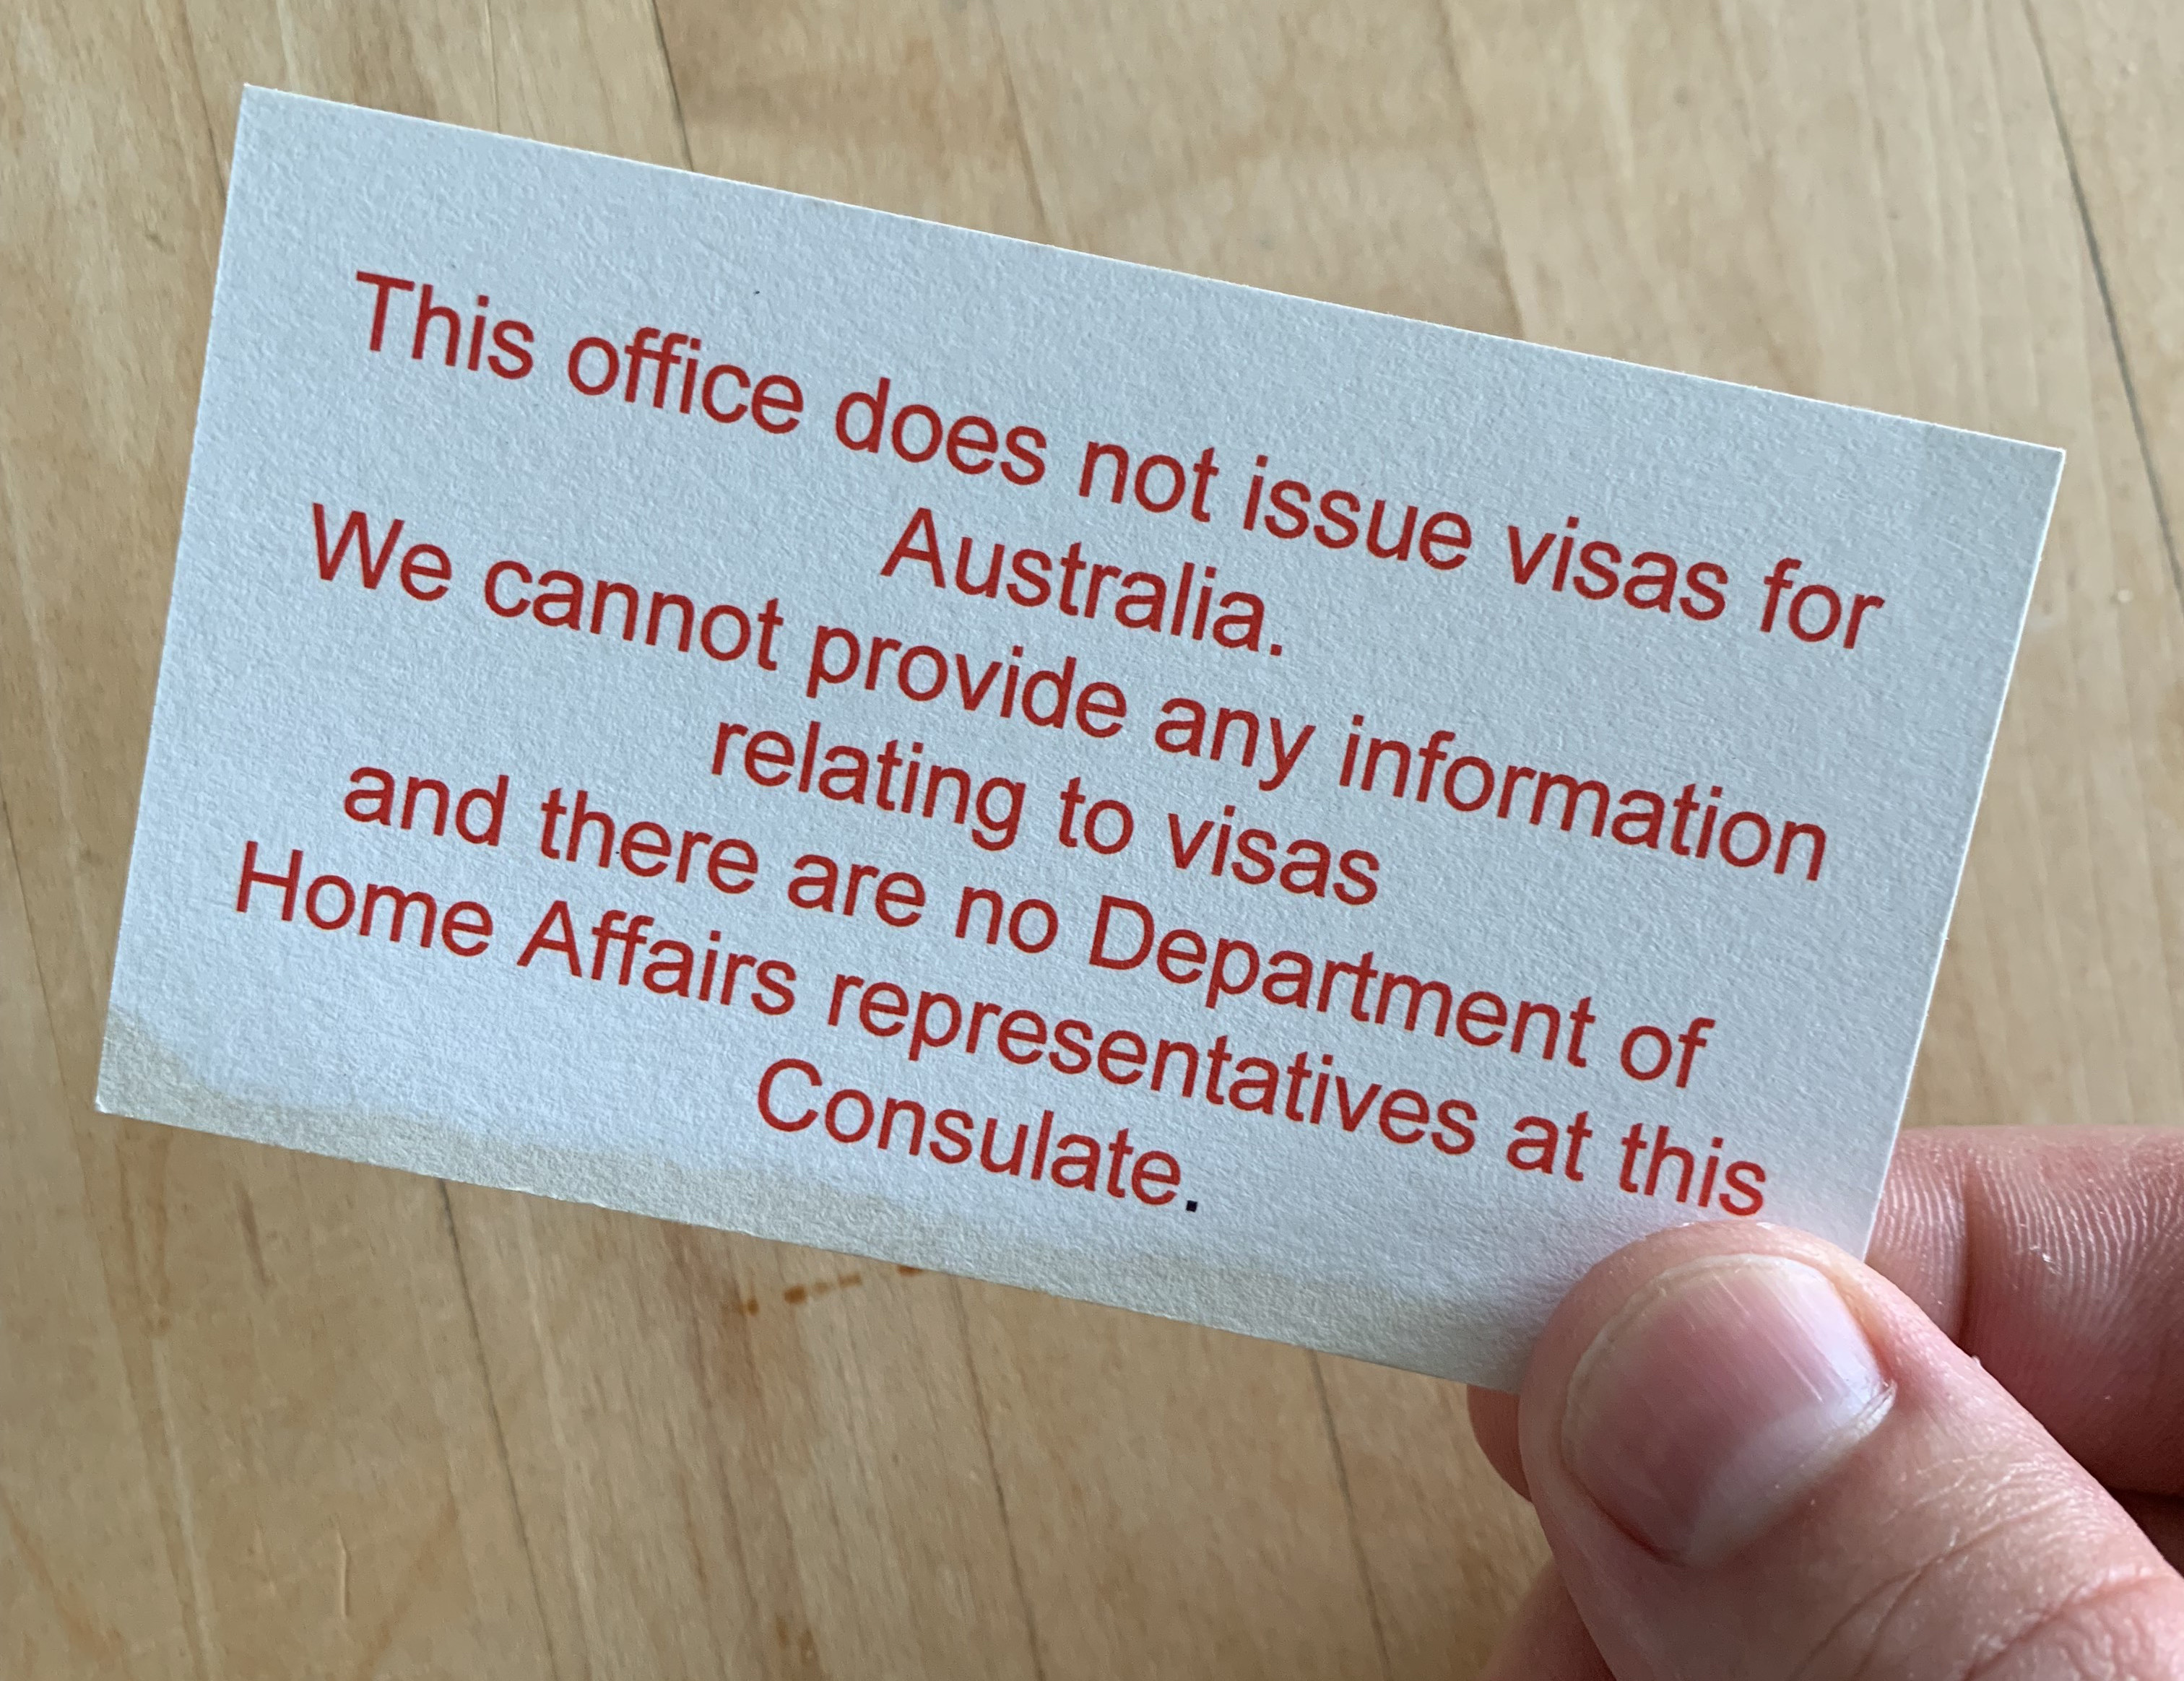 This office does not issue visas for
Australia.
We cannot provide any information
relating to visas
and there are no Department of
Home Affairs representatives at this
Consulate.